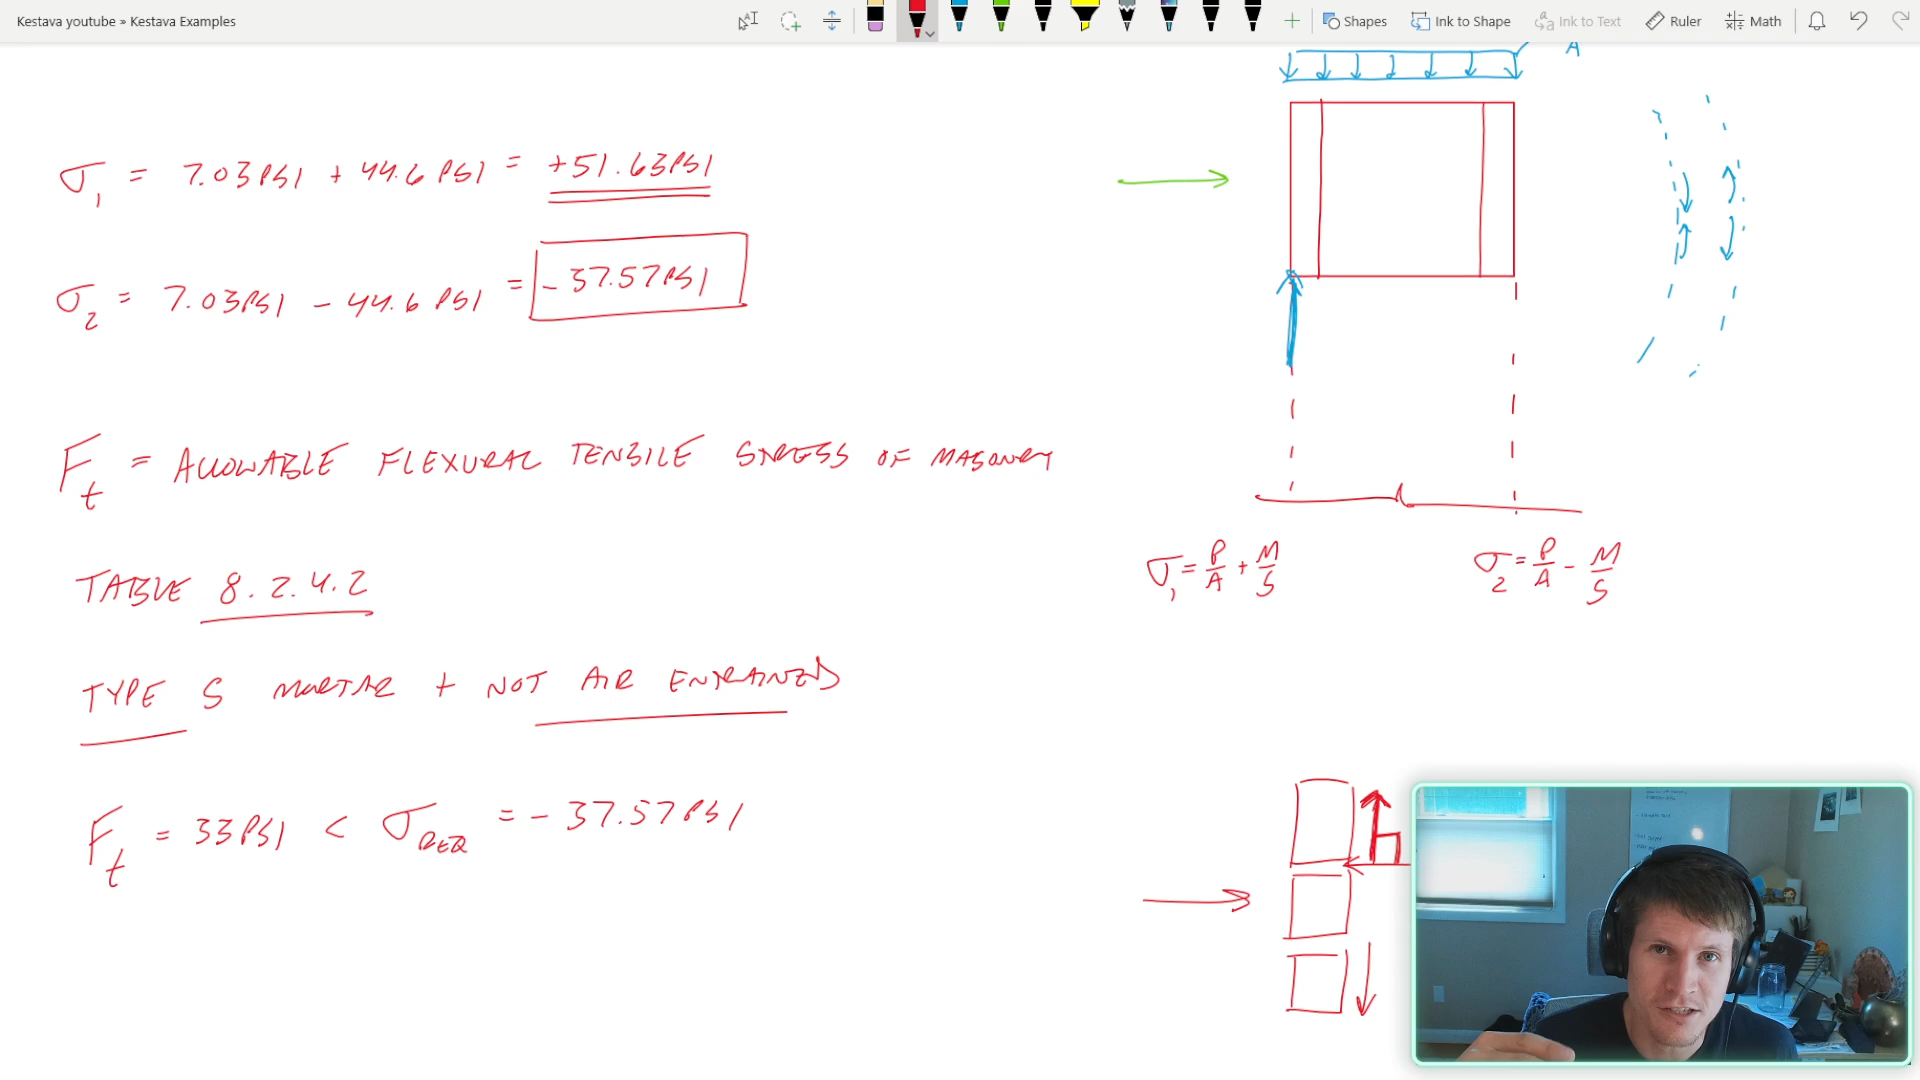 Kestava youtube » Kestava Examples
Shapes
Ink to Shape
Ink to Text
Ruler
Math
A
σ₁ = 7.03PSI + 44.6PSI = +51.63PSI
σ₂ = 7.03PSI - 44.6 PSI = -37.57PSI
Fₜ = ALLOWABLE FLEXURAL TENSILE STRESS OF MASONRY
σ₁ = P/A + M/S
σ₂ = P/A - M/S
TABLE 8.2.4.2
TYPE S MORTAR + NOT AIR ENTRAINED
Fₜ = 33PSI < σREQ = -37.57PSI